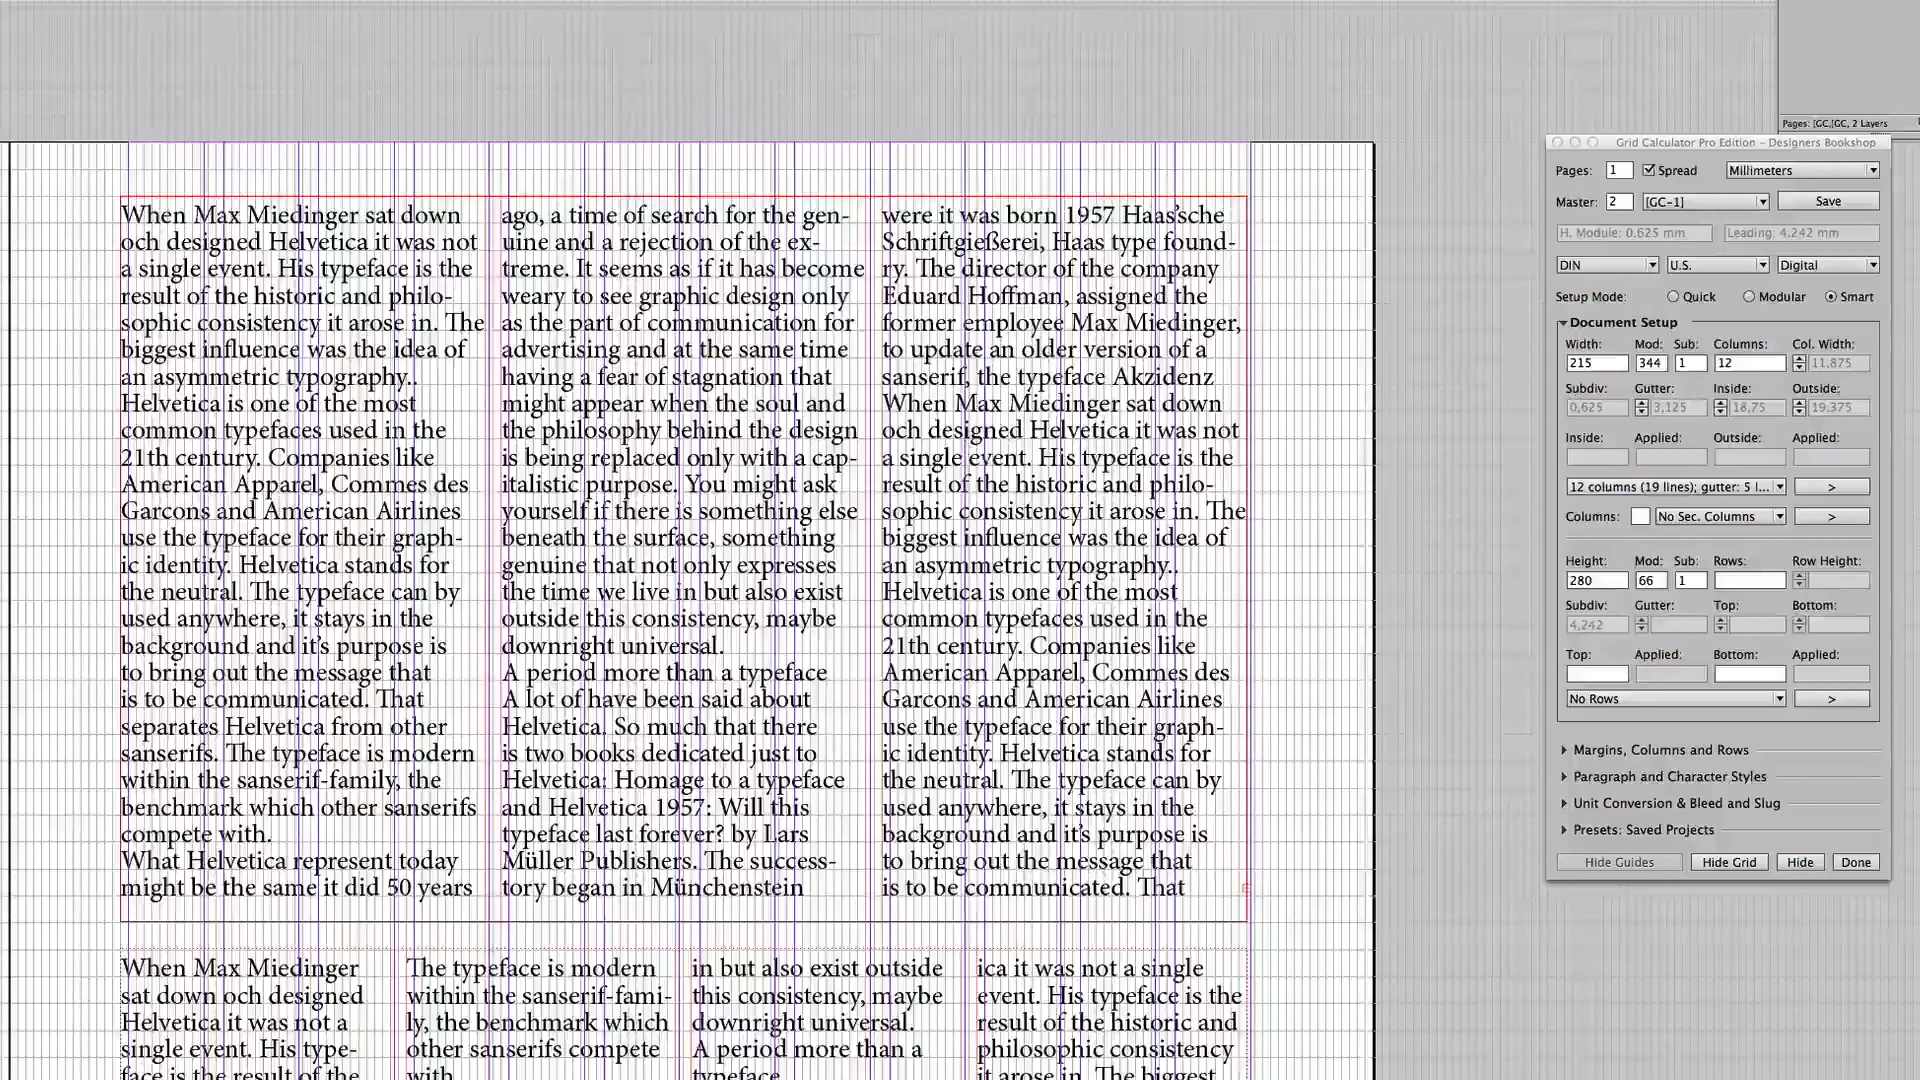 When Max Miedinger sat down
och designed Helvetica it was not
a single event. His typeface is the
result of the historic and philo-
sophic consistency it arose in. The
biggest influence was the idea of
an asymmetric typography..
Helvetica is one of the most
common typefaces used in the
21th century. Companies like
American Apparel, Commes des
Garcons and American Airlines
use the typeface for their graph-
ic identity. Helvetica stands for
the neutral. The typeface can by
used anywhere, it stays in the
background and it's purpose is
to bring out the message that
is to be communicated. That
separates Helvetica from other
sanserifs. The typeface is modern
within the sanserif-family, the
benchmark which other sanserifs
compete with.
What Helvetica represent today
might be the same it did 50 years
ago, a time of search for the gen-
uine and a rejection of the ex-
treme. It seems as if it has become
weary to see graphic design only
as the part of communication for
advertising and at the same time
having a fear of stagnation that
might appear when the soul and
the philosophy behind the design
is being replaced only with a cap-
italistic purpose. You might ask
yourself if there is something else
beneath the surface, something
genuine that not only expresses
the time we live in but also exist
outside this consistency, maybe
downright universal.
A period more than a typeface
A lot of have been said about
Helvetica. So much that there
is two books dedicated just to
Helvetica: Homage to a typeface
and Helvetica 1957: Will this
typeface last forever? by Lars
Müller Publishers. The success-
tory began in Münchenstein
were it was born 1957 Haas'sche
Schriftgießerei, Haas type found-
ry. The director of the company
Eduard Hoffman, assigned the
former employee Max Miedinger,
to update an older version of a
sanserif, the typeface Akzidenz
When Max Miedinger sat down
och designed Helvetica it was not
a single event. His typeface is the
result of the historic and philo-
sophic consistency it arose in. The
biggest influence was the idea of
an asymmetric typography..
Helvetica is one of the most
common typefaces used in the
21th century. Companies like
American Apparel, Commes des
Garcons and American Airlines
use the typeface for their graph-
ic identity. Helvetica stands for
the neutral. The typeface can by
used anywhere, it stays in the
background and it's purpose is
to bring out the message that
is to be communicated. That
When Max Miedinger
sat down och designed
Helvetica it was not a
single event. His type-
face is the result of the
The typeface is modern
within the sanserif-fami-
ly, the benchmark which
other sanserifs compete
with.
in but also exist outside
this consistency, maybe
downright universal.
A period more than a
typeface
ica it was not a single
event. His typeface is the
result of the historic and
philosophic consistency
it arose in. The biggest
Pages: [GC,[GC, 2 Layers
Grid Calculator Pro Edition – Designers Bookshop
Pages: 1 Spread Millimeters
Master: 2 [GC-1] Save
H. Module: 0,625 mm Leading: 4,242 mm
DIN U.S. Digital
Setup Mode: Quick Modular Smart
Document Setup
Width: Mod: Sub: Columns: Col. Width:
215 344 1 12 11,875
Subdiv: Gutter: Inside: Outside:
0,625 3,125 18,75 19,375
Inside: Applied: Outside: Applied:
12 columns (19 lines); gutter: 5 l... >
Columns: No Sec. Columns >
Height: Mod: Sub: Rows: Row Height:
280 66 1
Subdiv: Gutter: Top: Bottom:
4,242
Top: Applied: Bottom: Applied:
No Rows >
Margins, Columns and Rows
Paragraph and Character Styles
Unit Conversion & Bleed and Slug
Presets: Saved Projects
Hide Guides Hide Grid Hide Done